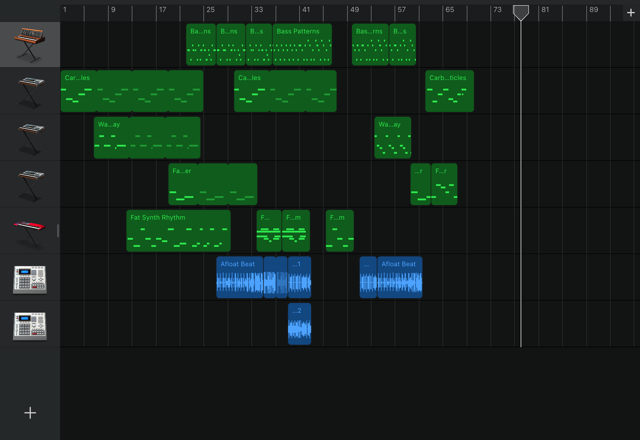 1 9 17 25 33 41 49 57 65 73 81 89 +
Ba...ns B...ns B...s Bass Patterns Bas...rns B...s
Car...les Ca...les Carb...ticles
Wa...ay Wa...ay
Fa...er ...r F...r
Fat Synth Rhythm F... F...m F...m
Afloat Beat ...1 ... Afloat Beat
...2
+